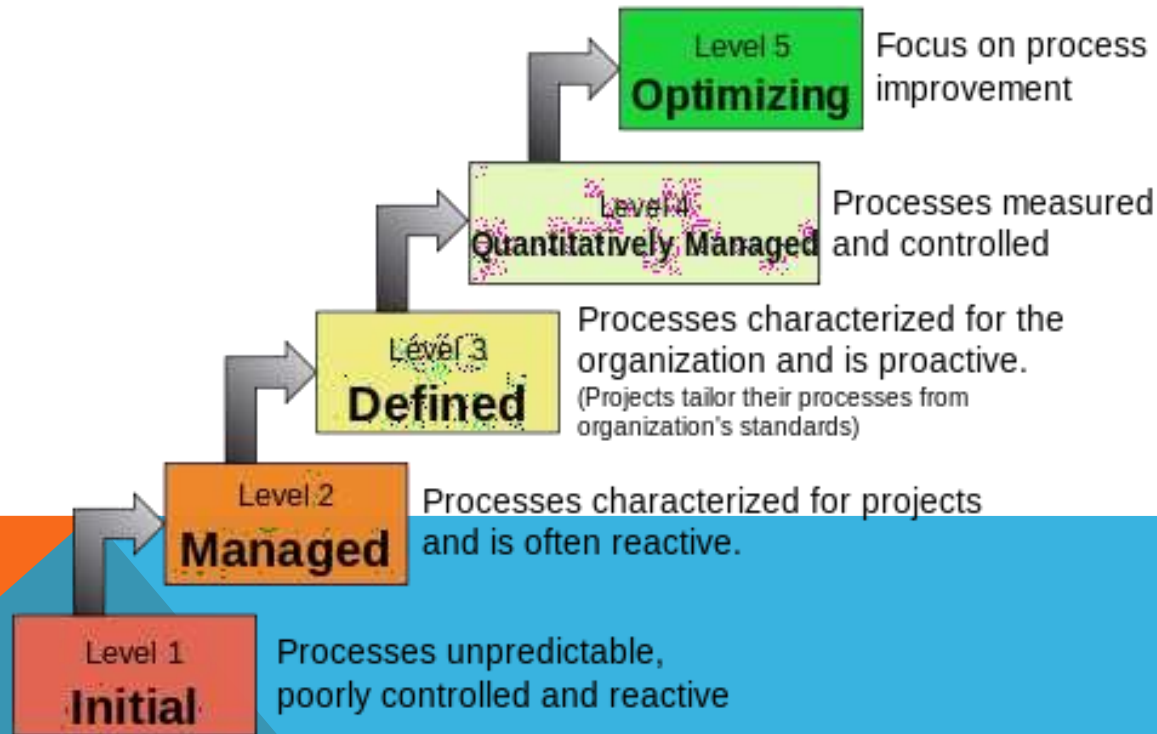 Level 5
Optimizing
Focus on process
improvement
Level 4
Quantitatively Managed
Processes measured
and controlled
Level 3
Defined
Processes characterized for the
organization and is proactive.
(Projects tailor their processes from
organization's standards)
Level 2
Managed
Processes characterized for projects
and is often reactive.
Level 1
Initial
Processes unpredictable,
poorly controlled and reactive